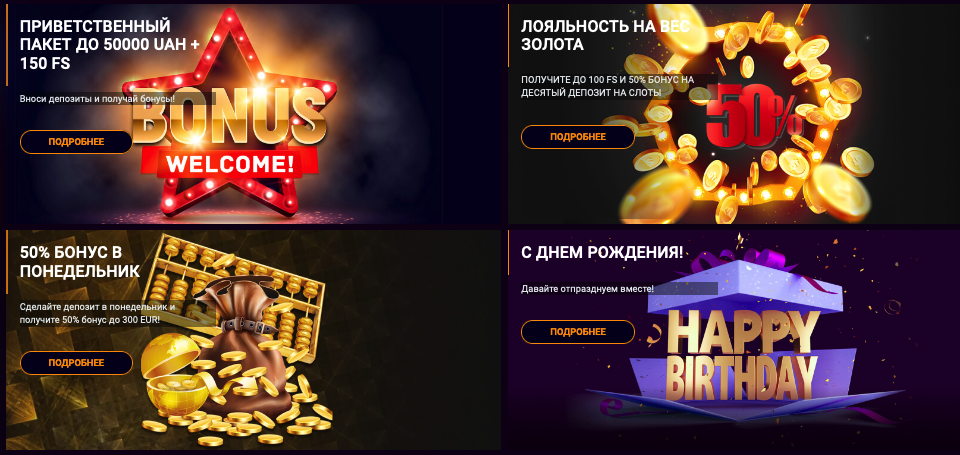 ПРИВЕТСТВЕННЫЙ
ПАКЕТ ДО 50000 UAH +
150 FS
Вноси депозиты и получай бонусы!
ПОДРОБНЕЕ
BONUS
WELCOME!
ЛОЯЛЬНОСТЬ НА ВЕС
ЗОЛОТА
ПОЛУЧИТЕ ДО 100 FS И 50% БОНУС НА
ДЕСЯТЫЙ ДЕПОЗИТ НА СЛОТЫ
ПОДРОБНЕЕ
50%
50% БОНУС В
ПОНЕДЕЛЬНИК
Сделайте депозит в понедельник и
получите 50% бонус до 300 EUR!
ПОДРОБНЕЕ
С ДНЕМ РОЖДЕНИЯ!
Давайте отпразднуем вместе!
ПОДРОБНЕЕ
HAPPY
BIRTHDAY